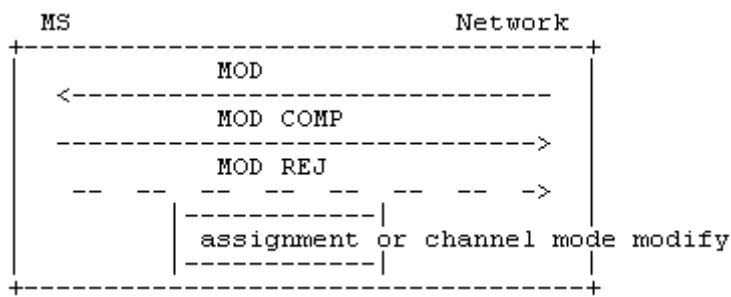 MS Network
MOD
MOD COMP
MOD REJ
assignment or channel mode modify